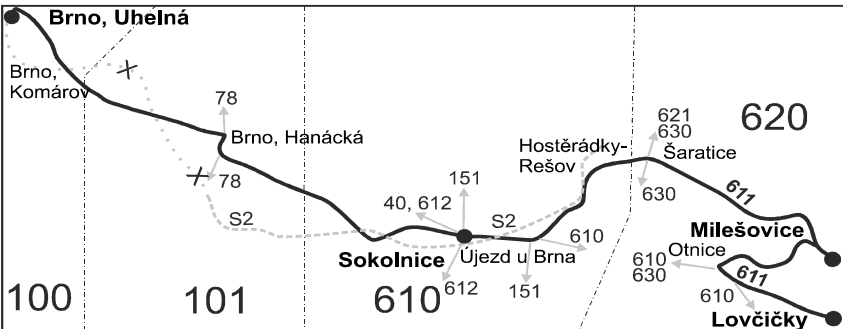 Brno, Uhelná
Brno,
Komárov
78
Brno, Hanácká
78
S2
100
101
151
40, 612
S2
Sokolnice
Újezd u Brna
610
612
151
610
Hostěrádky-
Rešov
621
630
Šaratice
630
620
611
Milešovice
Otnice
610
630
611
610
Lovčičky